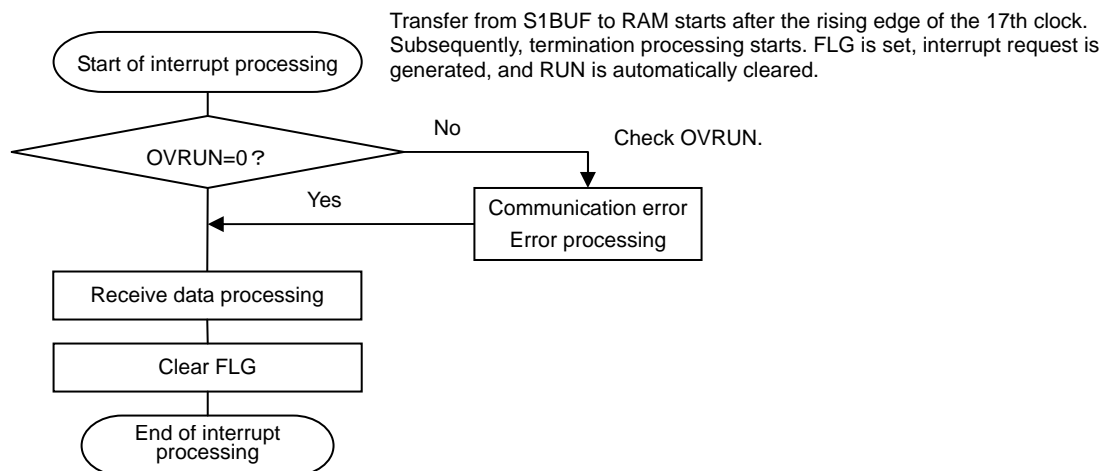 Transfer from S1BUF to RAM starts after the rising edge of the 17th clock.
Subsequently, termination processing starts. FLG is set, interrupt request is
generated, and RUN is automatically cleared.
Start of interrupt processing
No
Check OVRUN.
OVRUN=0？
Yes
Communication error
Error processing
Receive data processing
Clear FLG
End of interrupt
processing